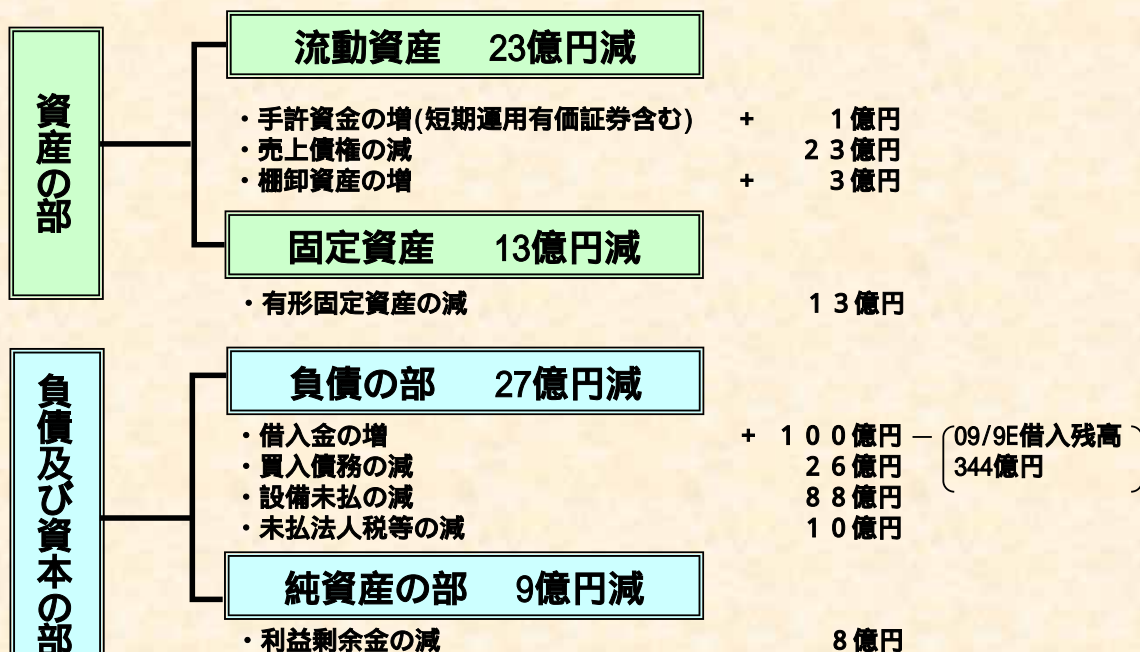 資産の部
流動資産 23億円減
・手許資金の増(短期運用有価証券含む) + 1億円
・売上債権の減 23億円
・棚卸資産の増 + 3億円
固定資産 13億円減
・有形固定資産の減 13億円
負債及び資本の部
負債の部 27億円減
・借入金の増 + 100億円 ― (09/9E借入残高
・買入債務の減 26億円 344億円)
・設備未払の減 88億円
・未払法人税等の減 10億円
純資産の部 9億円減
・利益剰余金の減 8億円